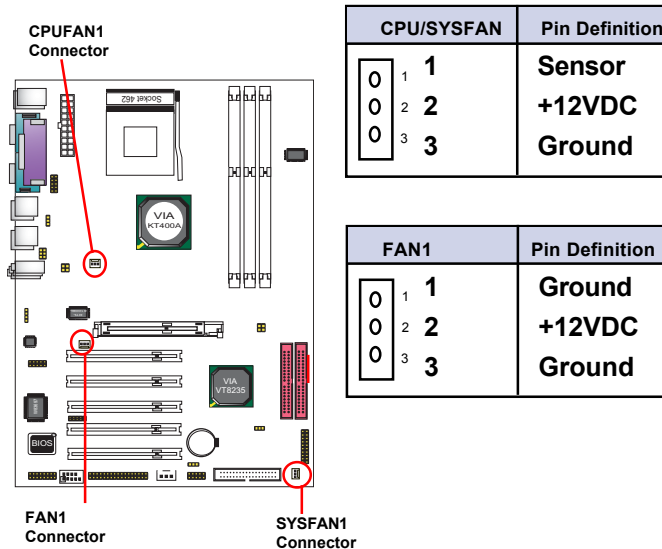 CPUFAN1
Connector
Socket 462
VIA
KT400A
VIA
VT8235
BIOS
FAN1
Connector
SYSFAN1
Connector
CPU/SYSFAN Pin Definition
1 1 Sensor
2 2 +12VDC
3 3 Ground
FAN1 Pin Definition
1 1 Ground
2 2 +12VDC
3 3 Ground